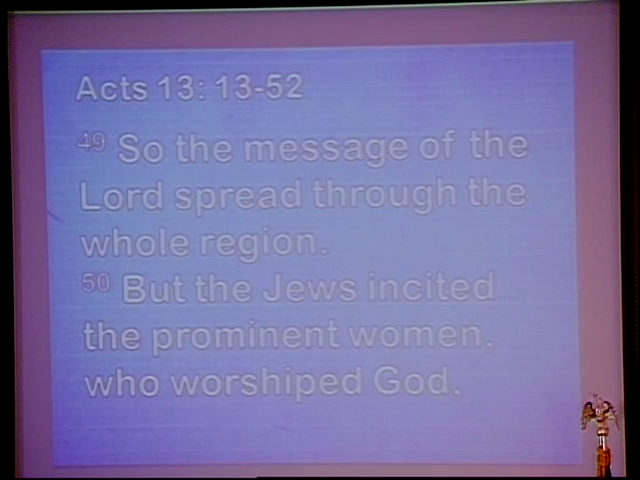 Acts 13: 13-52
49 So the message of the
Lord spread through the
whole region.
50 But the Jews incited
the prominent women,
who worshiped God,